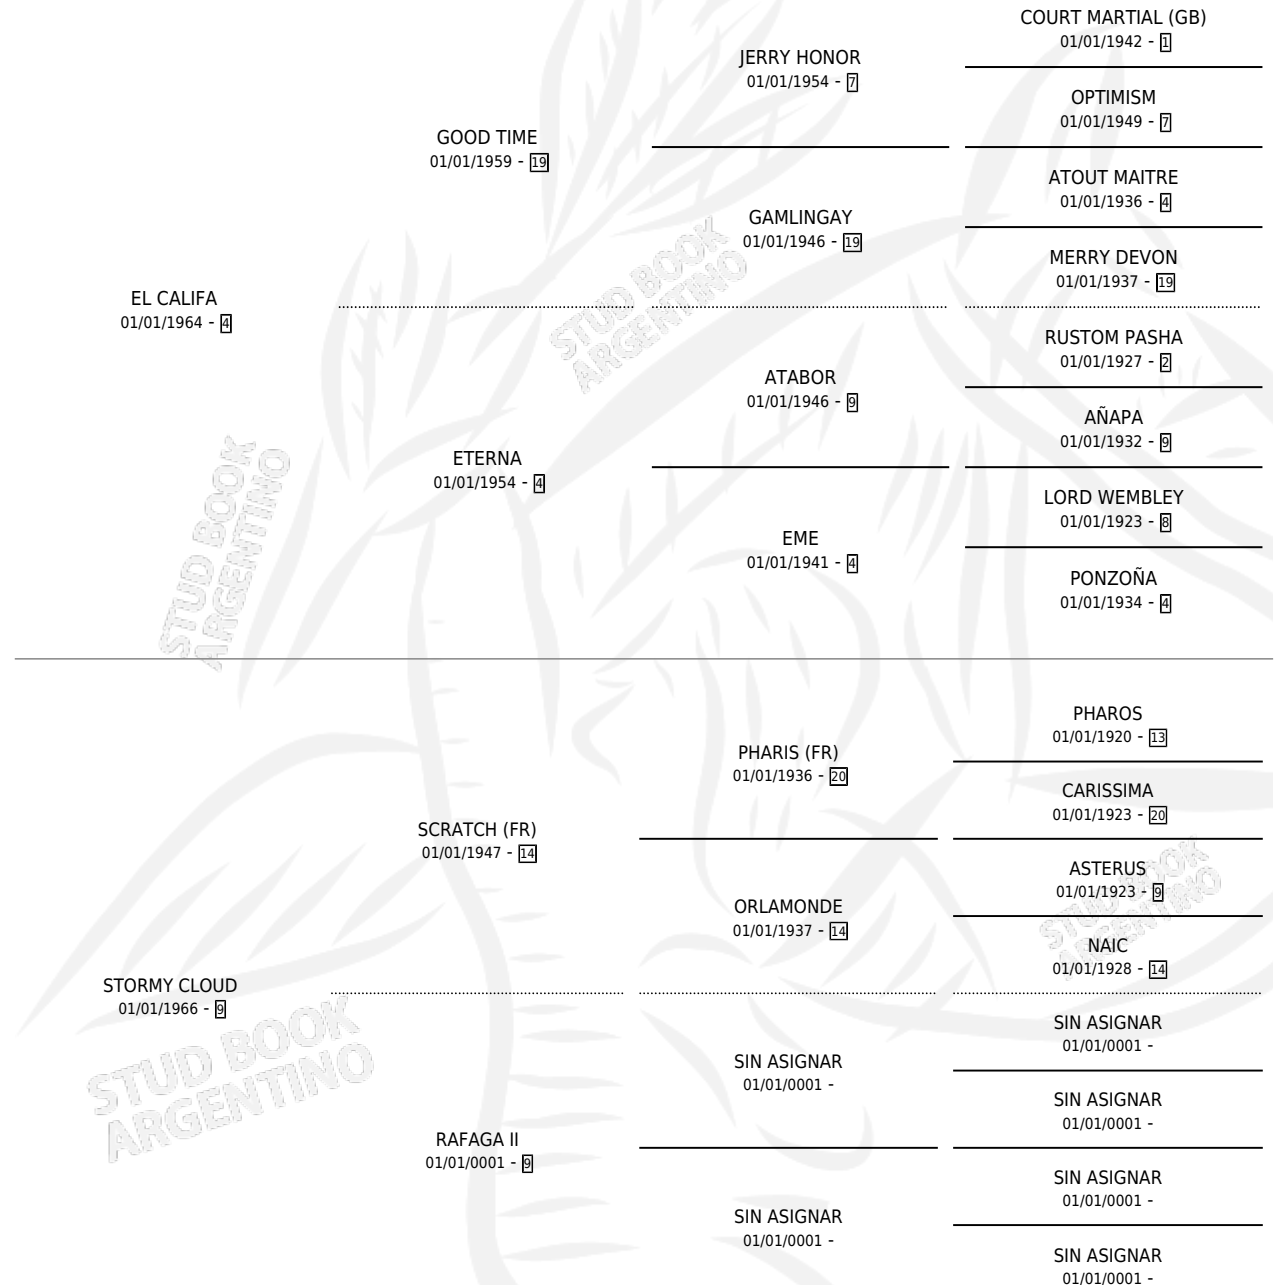 COURT MARTIAL (GB)
01/01/1942 - 1
JERRY HONOR
01/01/1954 - 7
OPTIMISM
01/01/1949 - 7
GOOD TIME
01/01/1959 - 19
ATOUT MAITRE
01/01/1936 - 4
GAMLINGAY
01/01/1946 - 19
MERRY DEVON
01/01/1937 - 19
EL CALIFA
01/01/1964 - 4
RUSTOM PASHA
01/01/1927 - 2
ATABOR
01/01/1946 - 9
AÑAPA
01/01/1932 - 9
ETERNA
01/01/1954 - 4
LORD WEMBLEY
01/01/1923 - 8
EME
01/01/1941 - 4
PONZOÑA
01/01/1934 - 4
STUD BOOK
ARGENTINO
STUD BOOK
ARGENTINO
PHAROS
01/01/1920 - 13
PHARIS (FR)
01/01/1936 - 20
CARISSIMA
01/01/1923 - 20
SCRATCH (FR)
01/01/1947 - 14
ASTERUS
01/01/1923 - 9
ORLAMONDE
01/01/1937 - 14
NAIC
01/01/1928 - 14
STORMY CLOUD
01/01/1966 - 9
SIN ASIGNAR
01/01/0001 -
SIN ASIGNAR
01/01/0001 -
SIN ASIGNAR
01/01/0001 -
RAFAGA II
01/01/0001 - 9
SIN ASIGNAR
01/01/0001 -
SIN ASIGNAR
01/01/0001 -
SIN ASIGNAR
01/01/0001 -
STUD BOOK
ARGENTINO
STUD BOOK
ARGENTINO